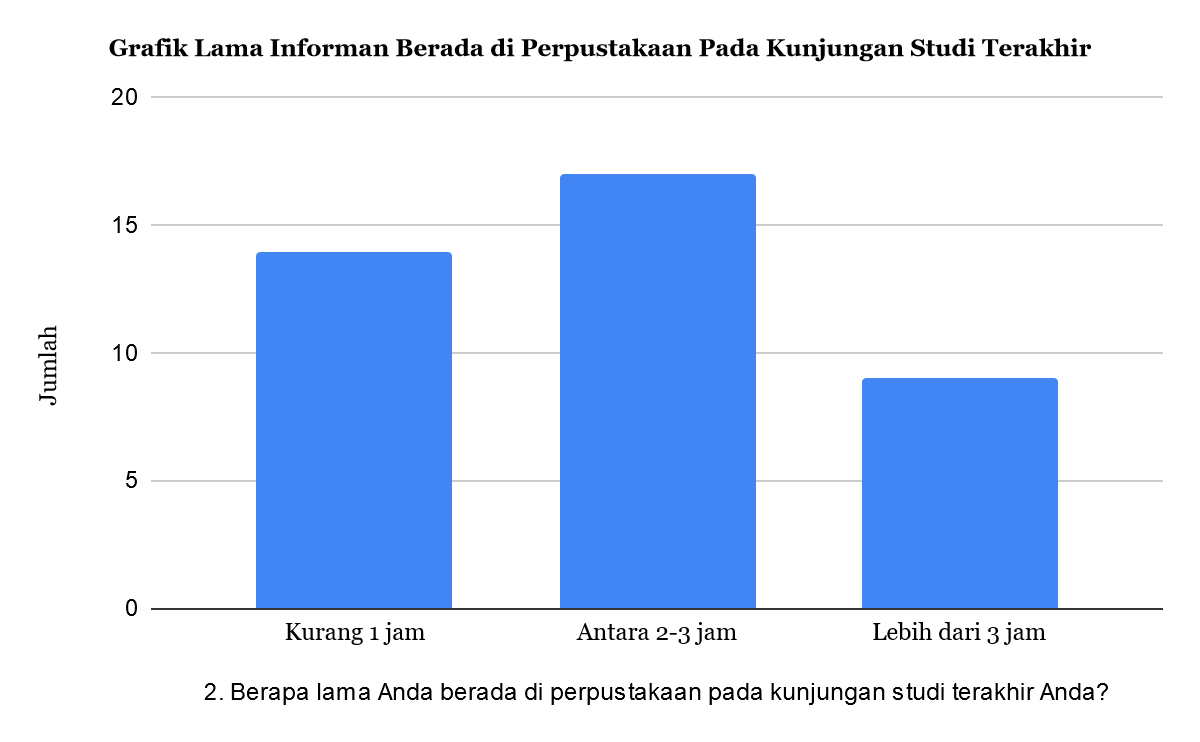 Grafik Lama Informan Berada di Perpustakaan Pada Kunjungan Studi Terakhir
20
15
10
5
0
Jumlah
Kurang 1 jam
Antara 2-3 jam
Lebih dari 3 jam
2. Berapa lama Anda berada di perpustakaan pada kunjungan studi terakhir Anda?